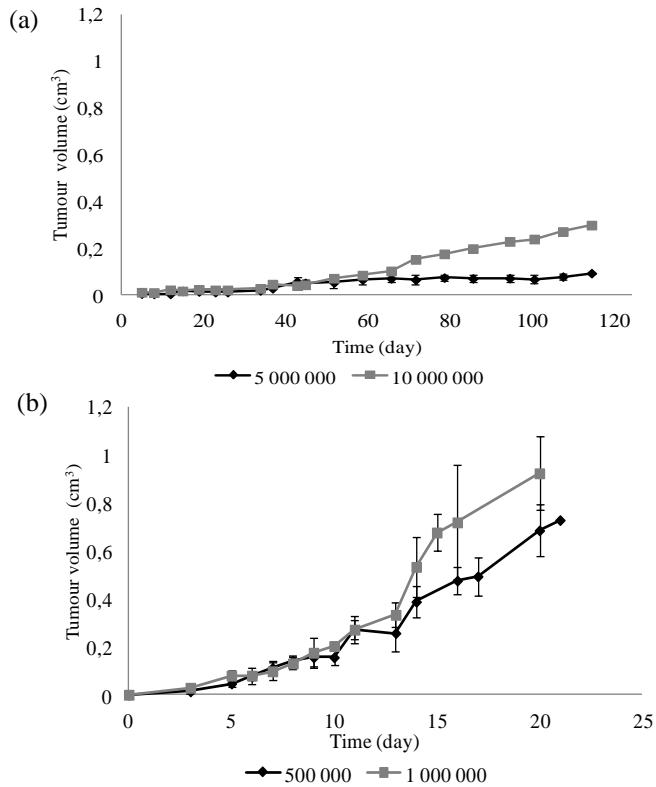 (a)
Tumour volume (cm³)
1,2
1
0,8
0,6
0,4
0,2
0
0 20 40 60 80 100 120
Time (day)
5 000 000 10 000 000
(b)
Tumour volume (cm³)
1,2
1
0,8
0,6
0,4
0,2
0
0 5 10 15 20 25
Time (day)
500 000 1 000 000